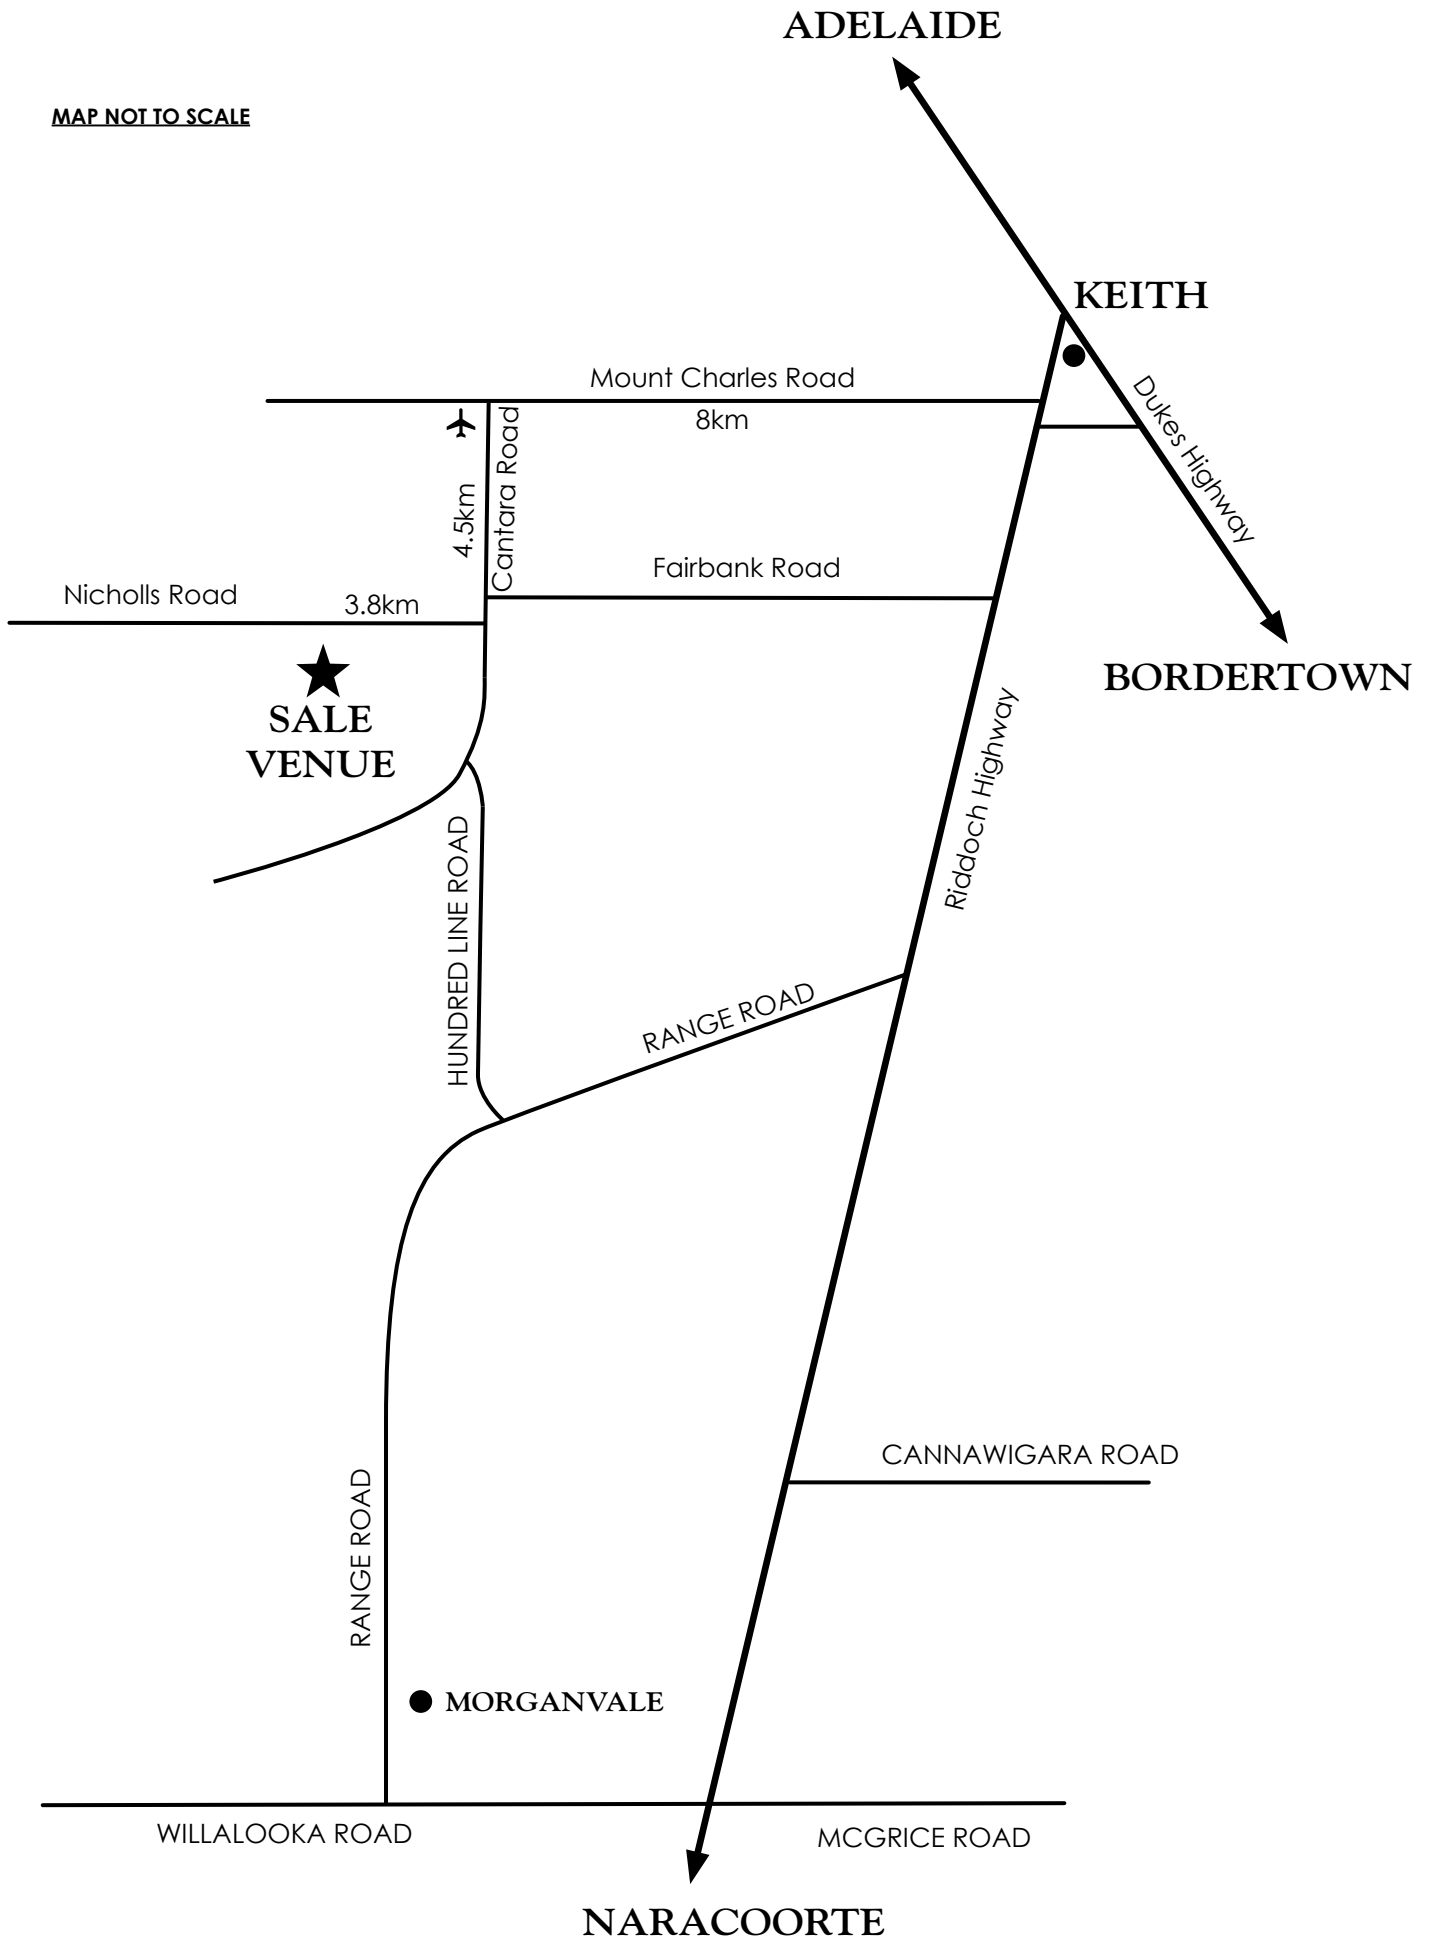 ADELAIDE
MAP NOT TO SCALE
KEITH
Mount Charles Road
8km
Dukes Highway
Cantara Road
4.5km
Fairbank Road
Nicholls Road
3.8km
BORDERTOWN
SALE
VENUE
Riddoch Highway
HUNDRED LINE ROAD
RANGE ROAD
CANNAWIGARA ROAD
RANGE ROAD
MORGANVALE
WILLALOOKA ROAD
MCGRICE ROAD
NARACOORTE